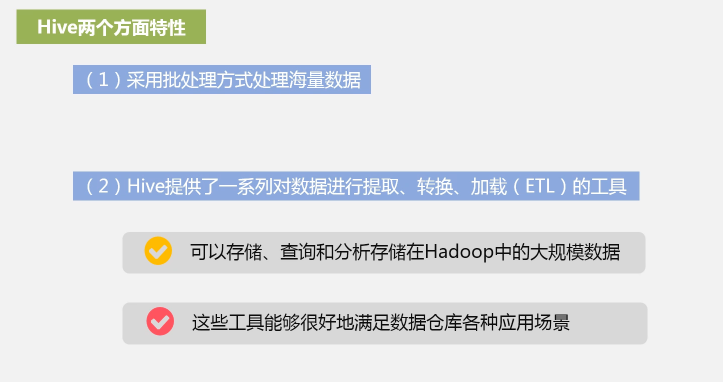 Hive两个方面特性
（1）采用批处理方式处理海量数据
（2）Hive提供了一系列对数据进行提取、转换、加载（ETL）的工具
可以存储、查询和分析存储在Hadoop中的大规模数据
这些工具能够很好地满足数据仓库各种应用场景